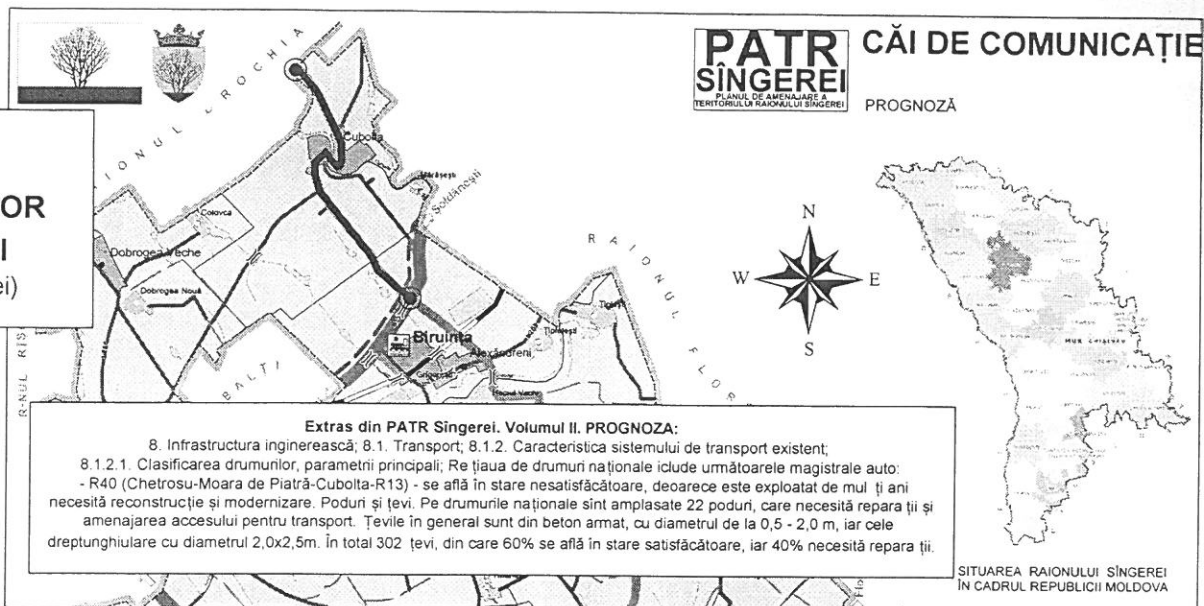 PATR
SÎNGEREI
PLANUL DE AMENAJARE A
TERITORIULUI RAIONULUI SÎNGEREI
CĂI DE COMUNICAȚIE
PROGNOZĂ
OR
I
ei)
Cubolta
Mărășești
Șoldănești
Colovca
Dobrogea Veche
Dobrogea Nouă
Biruința
Alexăndreni
BĂLȚI
RAIONUL FLOR
N
W
E
S
Extras din PATR Sîngerei. Volumul II. PROGNOZA:
8. Infrastructura inginerească; 8.1. Transport; 8.1.2. Caracteristica sistemului de transport existent;
8.1.2.1. Clasificarea drumurilor, parametrii principali; Re țiaua de drumuri naționale iclude următoarele magistrale auto:
- R40 (Chetrosu-Moara de Piatră-Cubolta-R13) - se află în stare nesatisfăcătoare, deoarece este exploatat de mul ți ani
necesită reconstrucție și modernizare. Poduri și țevi. Pe drumurile naționale sînt amplasate 22 poduri, care necesită repara ții și
amenajarea accesului pentru transport. Țevile în general sunt din beton armat, cu diametrul de la 0,5 - 2,0 m, iar cele
dreptunghiulare cu diametrul 2,0x2,5m. În total 302 țevi, din care 60% se află în stare satisfăcătoare, iar 40% necesită repara ții.
SITUAREA RAIONULUI SÎNGEREI
ÎN CADRUL REPUBLICII MOLDOVA